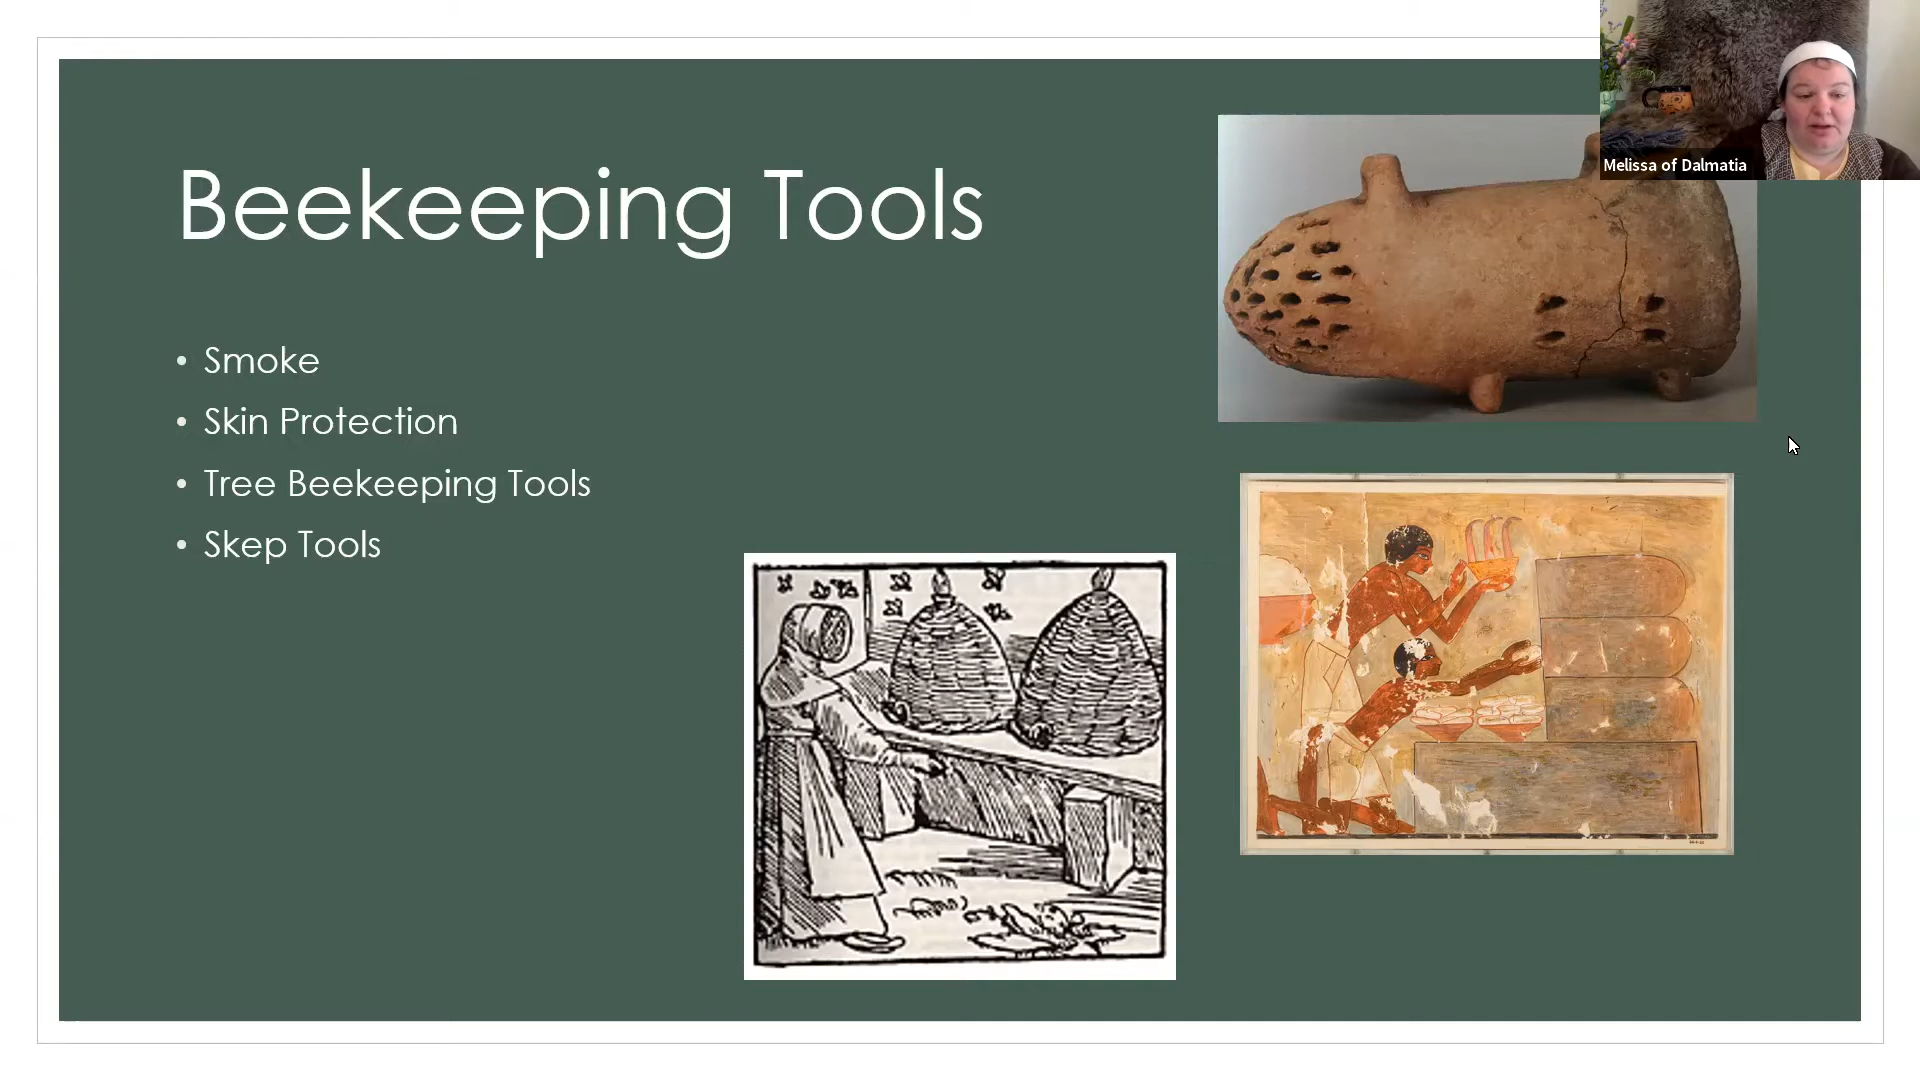 Beekeeping Tools
• Smoke
• Skin Protection
• Tree Beekeeping Tools
• Skep Tools
Melissa of Dalmatia